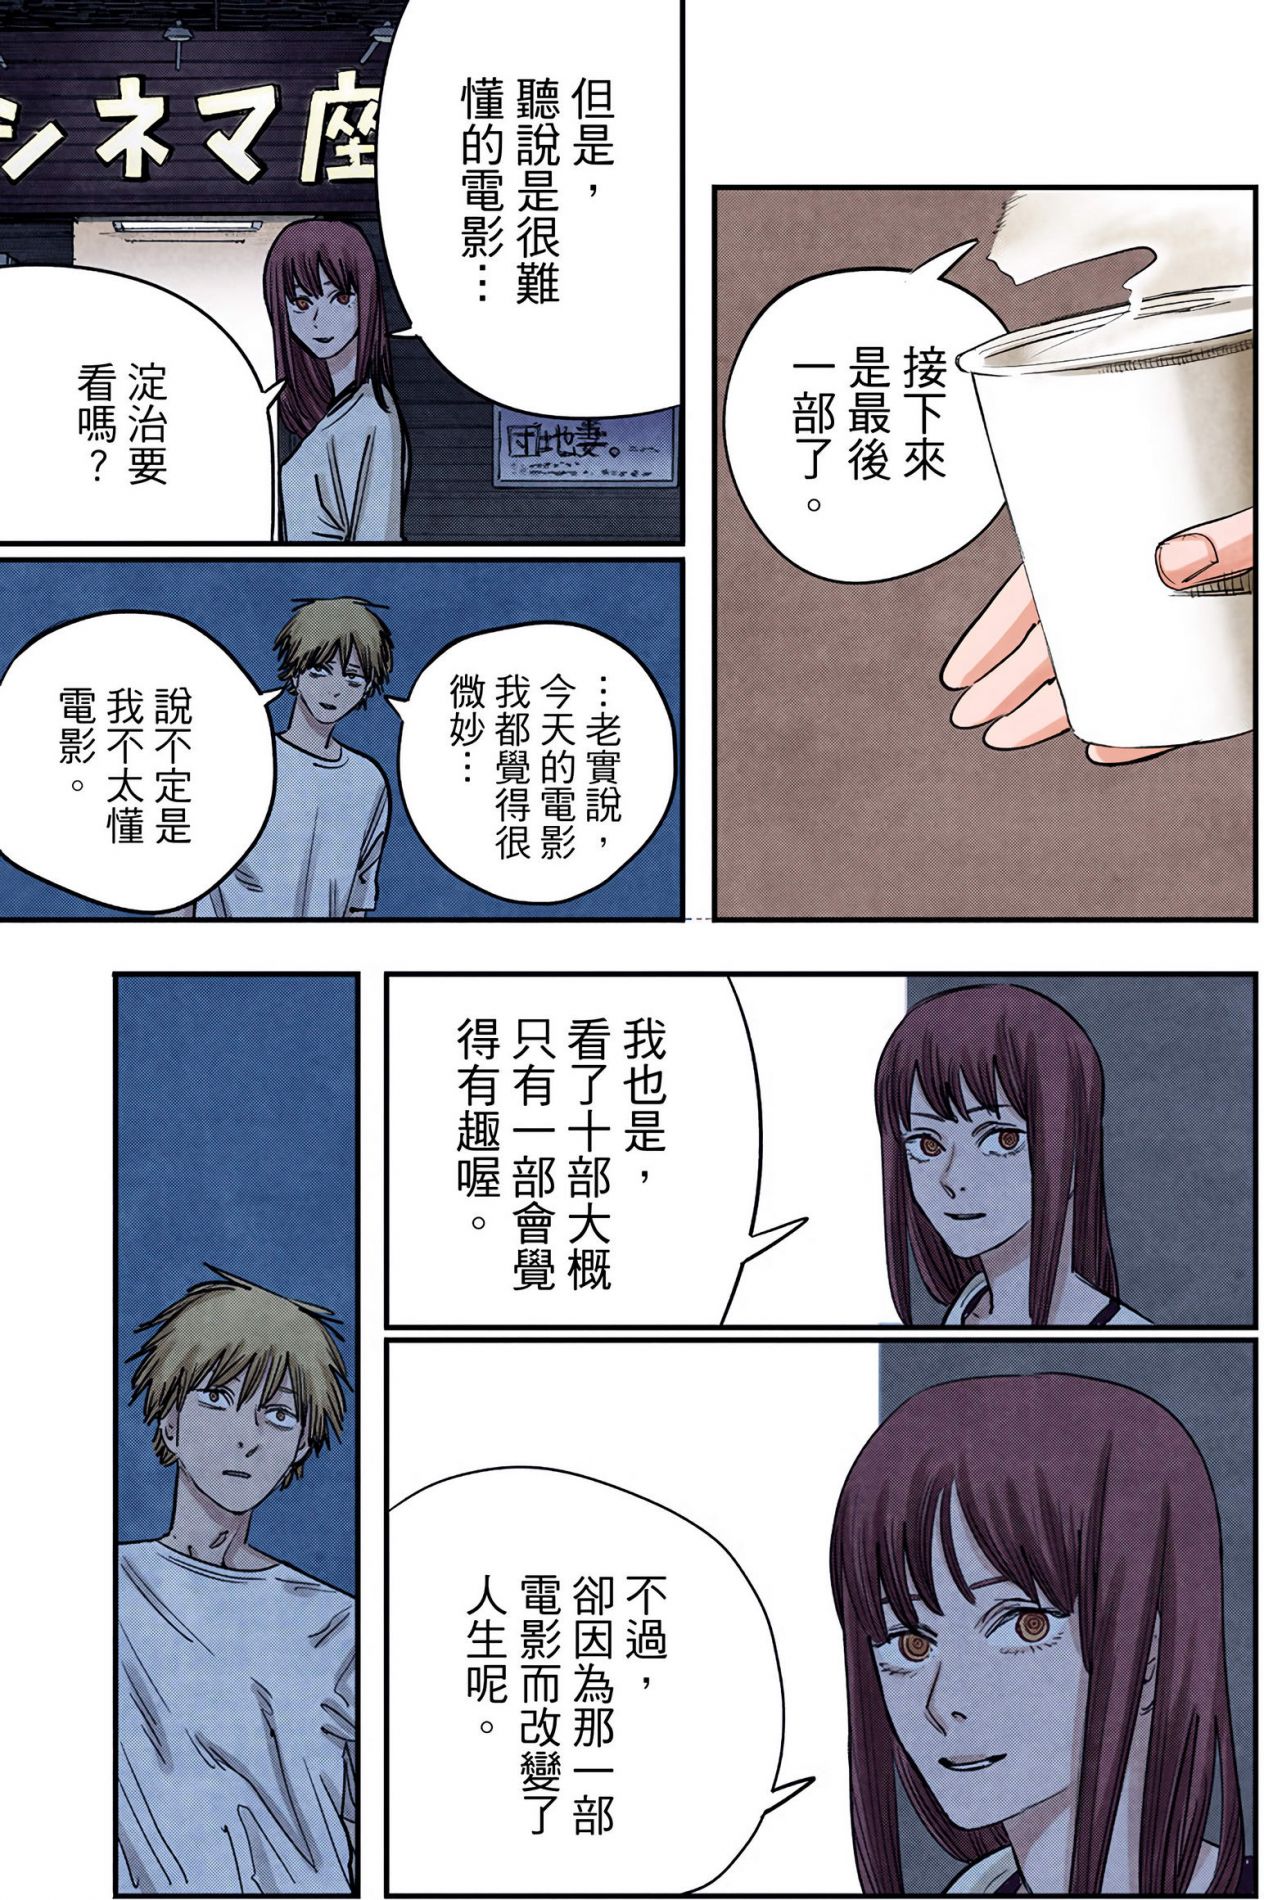 接下來
是最後
一部了。
シネマ座
但是，
聽說是很難
懂的電影…
団地妻。
淀治要
看嗎？
…老實說，
今天的電影
我都覺得很
微妙…
說不定是
我不太懂
電影。
我也是，
看了十部大概
只有一部會覺
得有趣喔。
不過，
卻因為那一部
電影而改變了
人生呢。